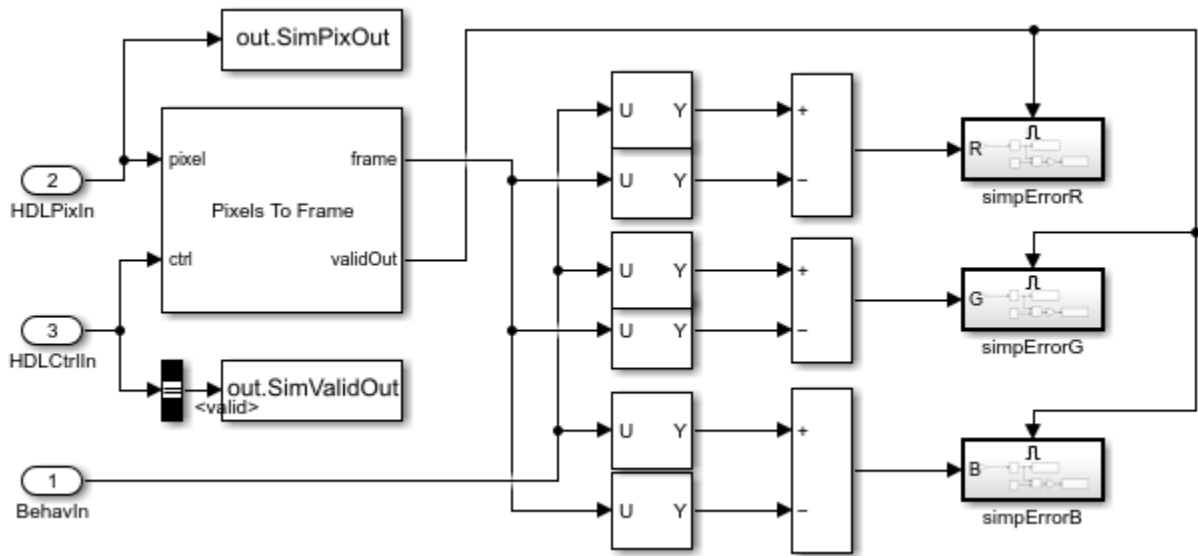 out.SimPixOut
2
HDLPixIn
pixel
frame
Pixels To Frame
ctrl
validOut
3
HDLCtrlIn
<valid>
out.SimValidOut
1
BehavIn
U Y
+
U Y
−
R
simpErrorR
U Y
+
U Y
−
G
simpErrorG
U Y
+
U Y
−
B
simpErrorB